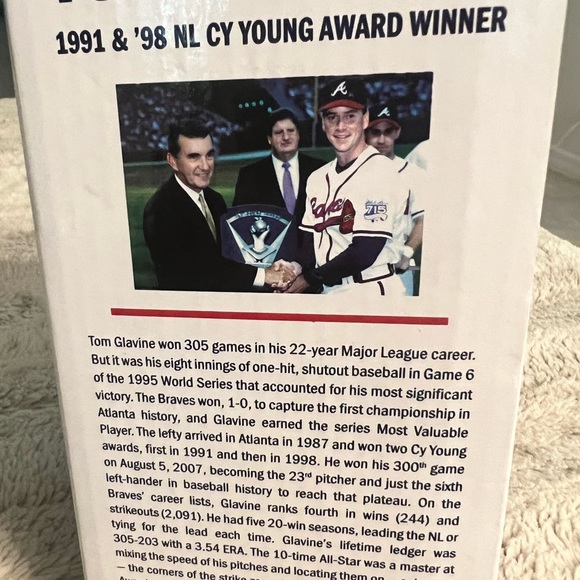 1991 & ’98 NL CY YOUNG AWARD WINNER
A
A
Braves
715
CY YOUNG AWARD
Tom Glavine won 305 games in his 22-year Major League career.
But it was his eight innings of one-hit, shutout baseball in Game 6
of the 1995 World Series that accounted for his most significant
victory. The Braves won, 1-0, to capture the first championship in
Atlanta history, and Glavine earned the series Most Valuable
Player. The lefty arrived in Atlanta in 1987 and won two Cy Young
awards, first in 1991 and then in 1998. He won his 300th game
on August 5, 2007, becoming the 23rd pitcher and just the sixth
left-hander in baseball history to reach that plateau. On the
Braves’ career lists, Glavine ranks fourth in wins (244) and
strikeouts (2,091). He had five 20-win seasons, leading the NL or
tying for the lead each time. Glavine’s lifetime ledger was
305-203 with a 3.54 ERA. The 10-time All-Star was a master at
mixing the speed of his pitches and locating them on
— the corners of the strike